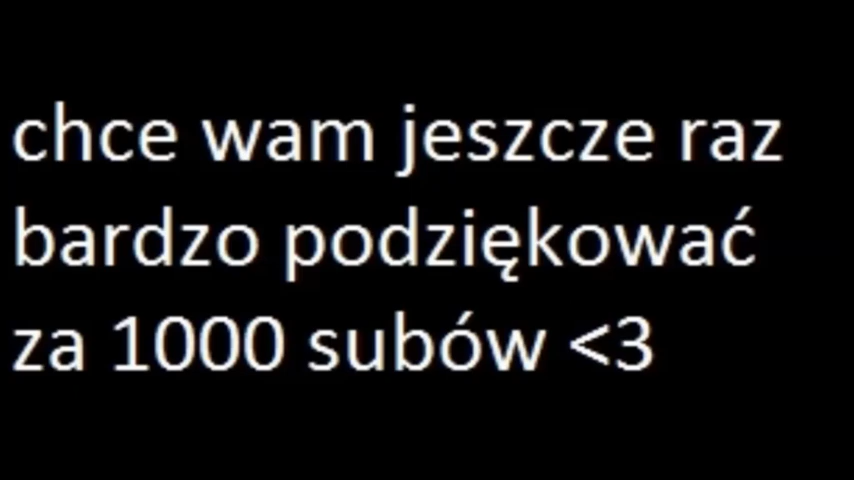 chce wam jeszcze raz
bardzo podziękować
za 1000 subów <3